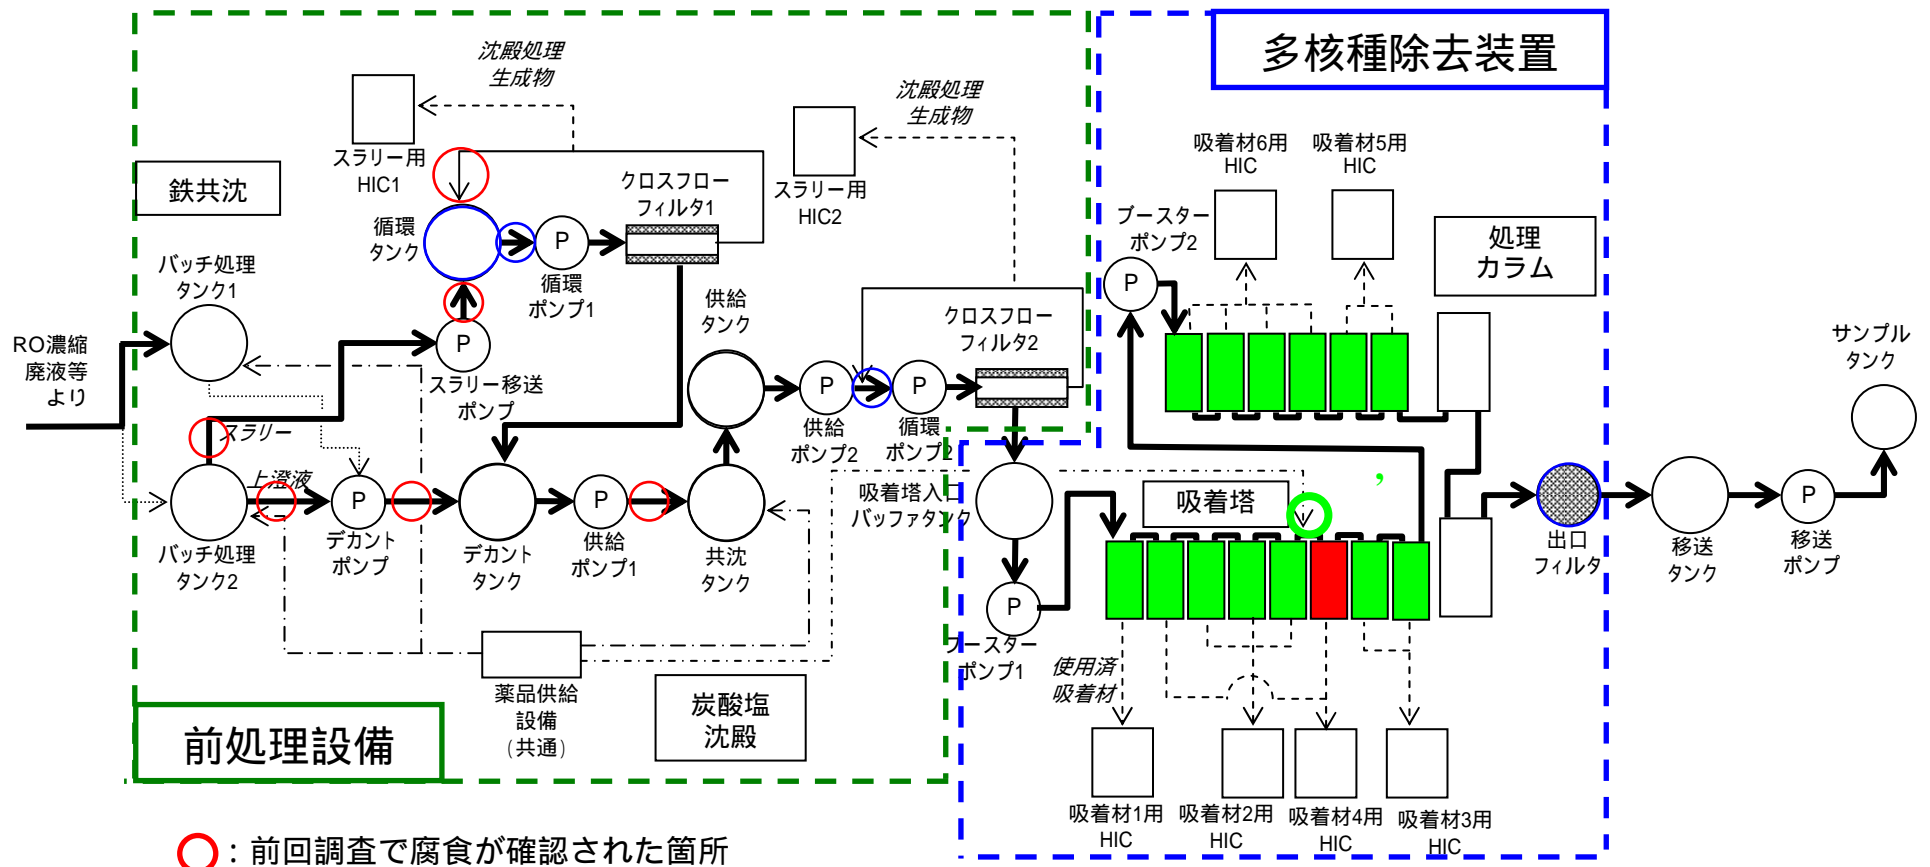 多核種除去装置
沈殿処理
生成物
沈殿処理
生成物
スラリー用
HIC1
スラリー用
HIC2
吸着材6用
HIC
吸着材5用
HIC
鉄共沈
クロスフロー
フィルタ1
循環
タンク
P
循環
ポンプ1
ブースター
ポンプ2
P
処理
カラム
バッチ処理
タンク1
供給
タンク
クロスフロー
フィルタ2
サンプル
タンク
RO濃縮
廃液等
より
P
スラリー移送
ポンプ
P
供給
ポンプ2
P
循環
ポンプ2
スラリー
上澄液
バッチ処理
タンク2
P
デカント
ポンプ
デカント
タンク
P
供給
ポンプ1
共沈
タンク
吸着塔入口
バッファタンク
吸着塔
出口
フィルタ
移送
タンク
P
移送
ポンプ
P
ブースター
ポンプ1
使用済
吸着材
薬品供給
設備
（共通）
炭酸塩
沈殿
前処理設備
吸着材1用
HIC
吸着材2用
HIC
吸着材4用
HIC
吸着材3用
HIC
：前回調査で腐食が確認された箇所